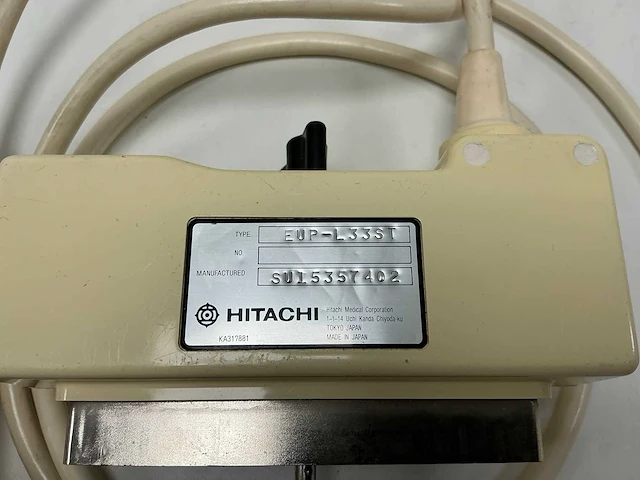 TYPE EUP-L33ST
NO
MANUFACTURED SU15357402
HITACHI
Hitachi Medical Corporation
1-1-14 Uchi Kanda Chiyoda-ku
TOKYO JAPAN
MADE IN JAPAN
KA317881